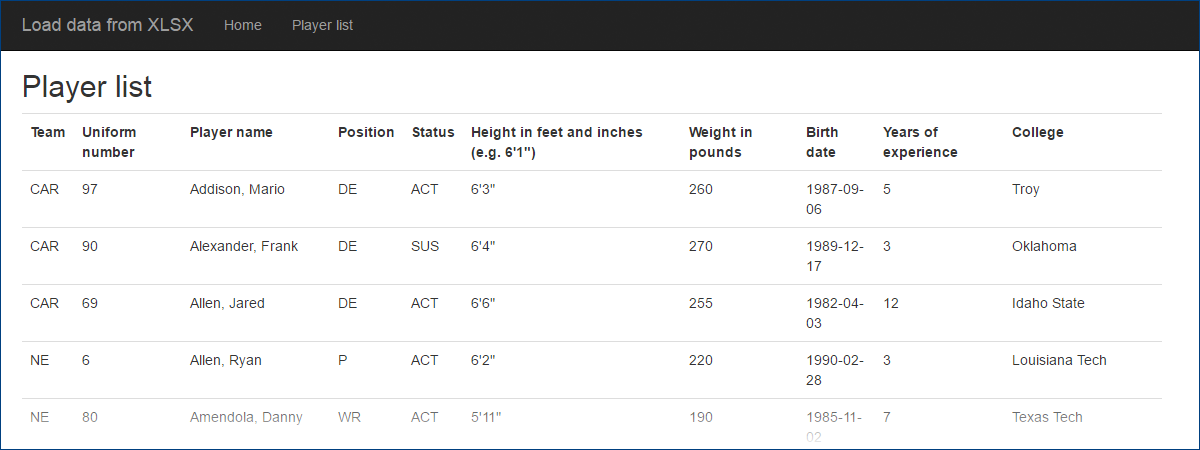 Load data from XLSX Home Player list
Player list
Team Uniform number Player name Position Status Height in feet and inches (e.g. 6'1") Weight in pounds Birth date Years of experience College
CAR 97 Addison, Mario DE ACT 6'3" 260 1987-09-06 5 Troy
CAR 90 Alexander, Frank DE SUS 6'4" 270 1989-12-17 3 Oklahoma
CAR 69 Allen, Jared DE ACT 6'6" 255 1982-04-03 12 Idaho State
NE 6 Allen, Ryan P ACT 6'2" 220 1990-02-28 3 Louisiana Tech
NE 80 Amendola, Danny WR ACT 5'11" 190 1985-11-02 7 Texas Tech